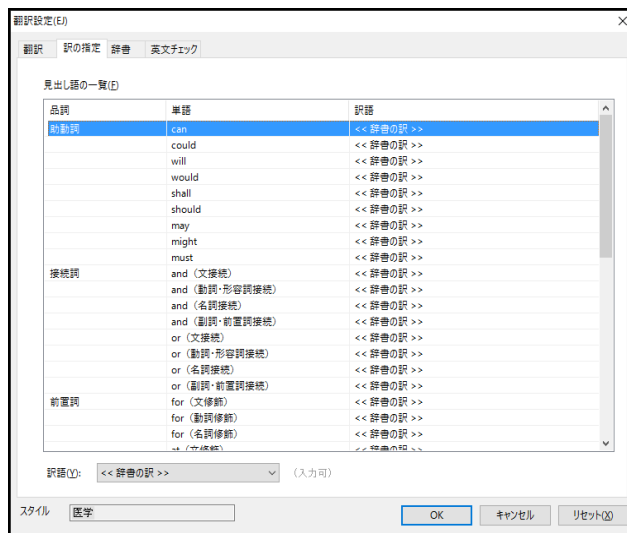 翻訳設定(EJ)
翻訳 訳の指定 辞書 英文チェック
見出し語の一覧(F)
品詞 単語 訳語
助動詞 can << 辞書の訳 >>
could << 辞書の訳 >>
will << 辞書の訳 >>
would << 辞書の訳 >>
shall << 辞書の訳 >>
should << 辞書の訳 >>
may << 辞書の訳 >>
might << 辞書の訳 >>
must << 辞書の訳 >>
接続詞 and（文接続） << 辞書の訳 >>
and（動詞･形容詞接続） << 辞書の訳 >>
and（名詞接続） << 辞書の訳 >>
and（副詞･前置詞接続） << 辞書の訳 >>
or（文接続） << 辞書の訳 >>
or（動詞･形容詞接続） << 辞書の訳 >>
or（名詞接続） << 辞書の訳 >>
or（副詞･前置詞接続） << 辞書の訳 >>
前置詞 for（文修飾） << 辞書の訳 >>
for（動詞修飾） << 辞書の訳 >>
for（名詞修飾） << 辞書の訳 >>
at（文修飾） << 辞書の訳 >>
訳語(Y): << 辞書の訳 >> （入力可）
スタイル 医学 OK キャンセル リセット(X)